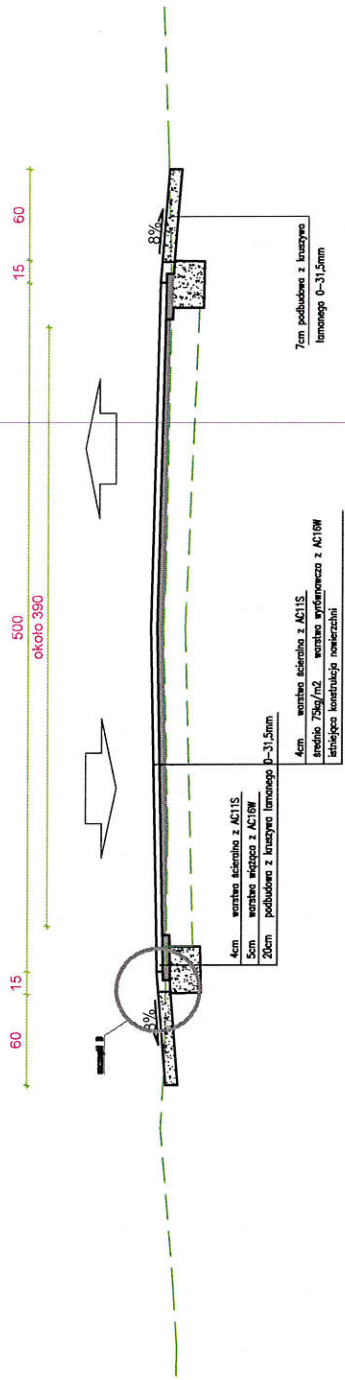 60
15
500
15
60
około 390
szczegół B
8%
8%
4cm warstwa ścieralna z AC11S
5cm warstwa wiążąca z AC16W
20cm podbudowa z kruszywa łamanego 0-31,5mm
4cm warstwa ścieralna z AC11S
średnio 75kg/m2 warstwa wyrównawcza z AC16W
istniejąca konstrukcja nawierzchni
7cm podbudowa z kruszywa
łamanego 0-31,5mm